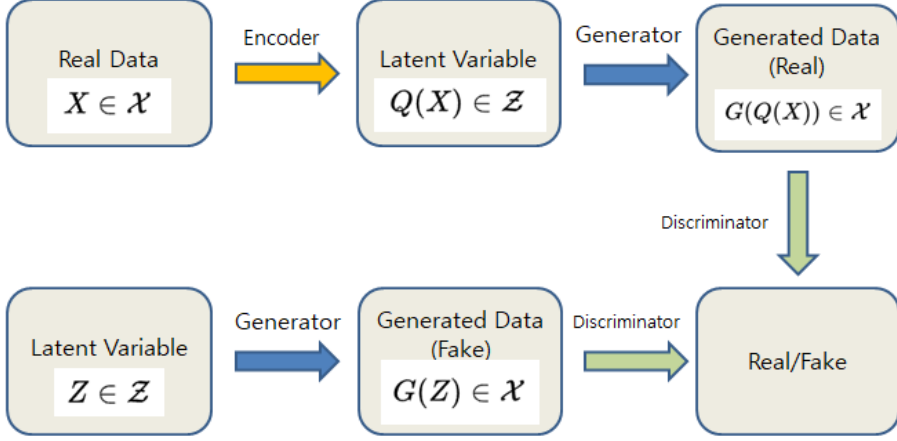 Real Data
X ∈ 𝒳
Encoder
Latent Variable
Q(X) ∈ 𝒵
Generator
Generated Data
(Real)
G(Q(X)) ∈ 𝒳
Discriminator
Latent Variable
Z ∈ 𝒵
Generator
Generated Data
(Fake)
G(Z) ∈ 𝒳
Discriminator
Real/Fake